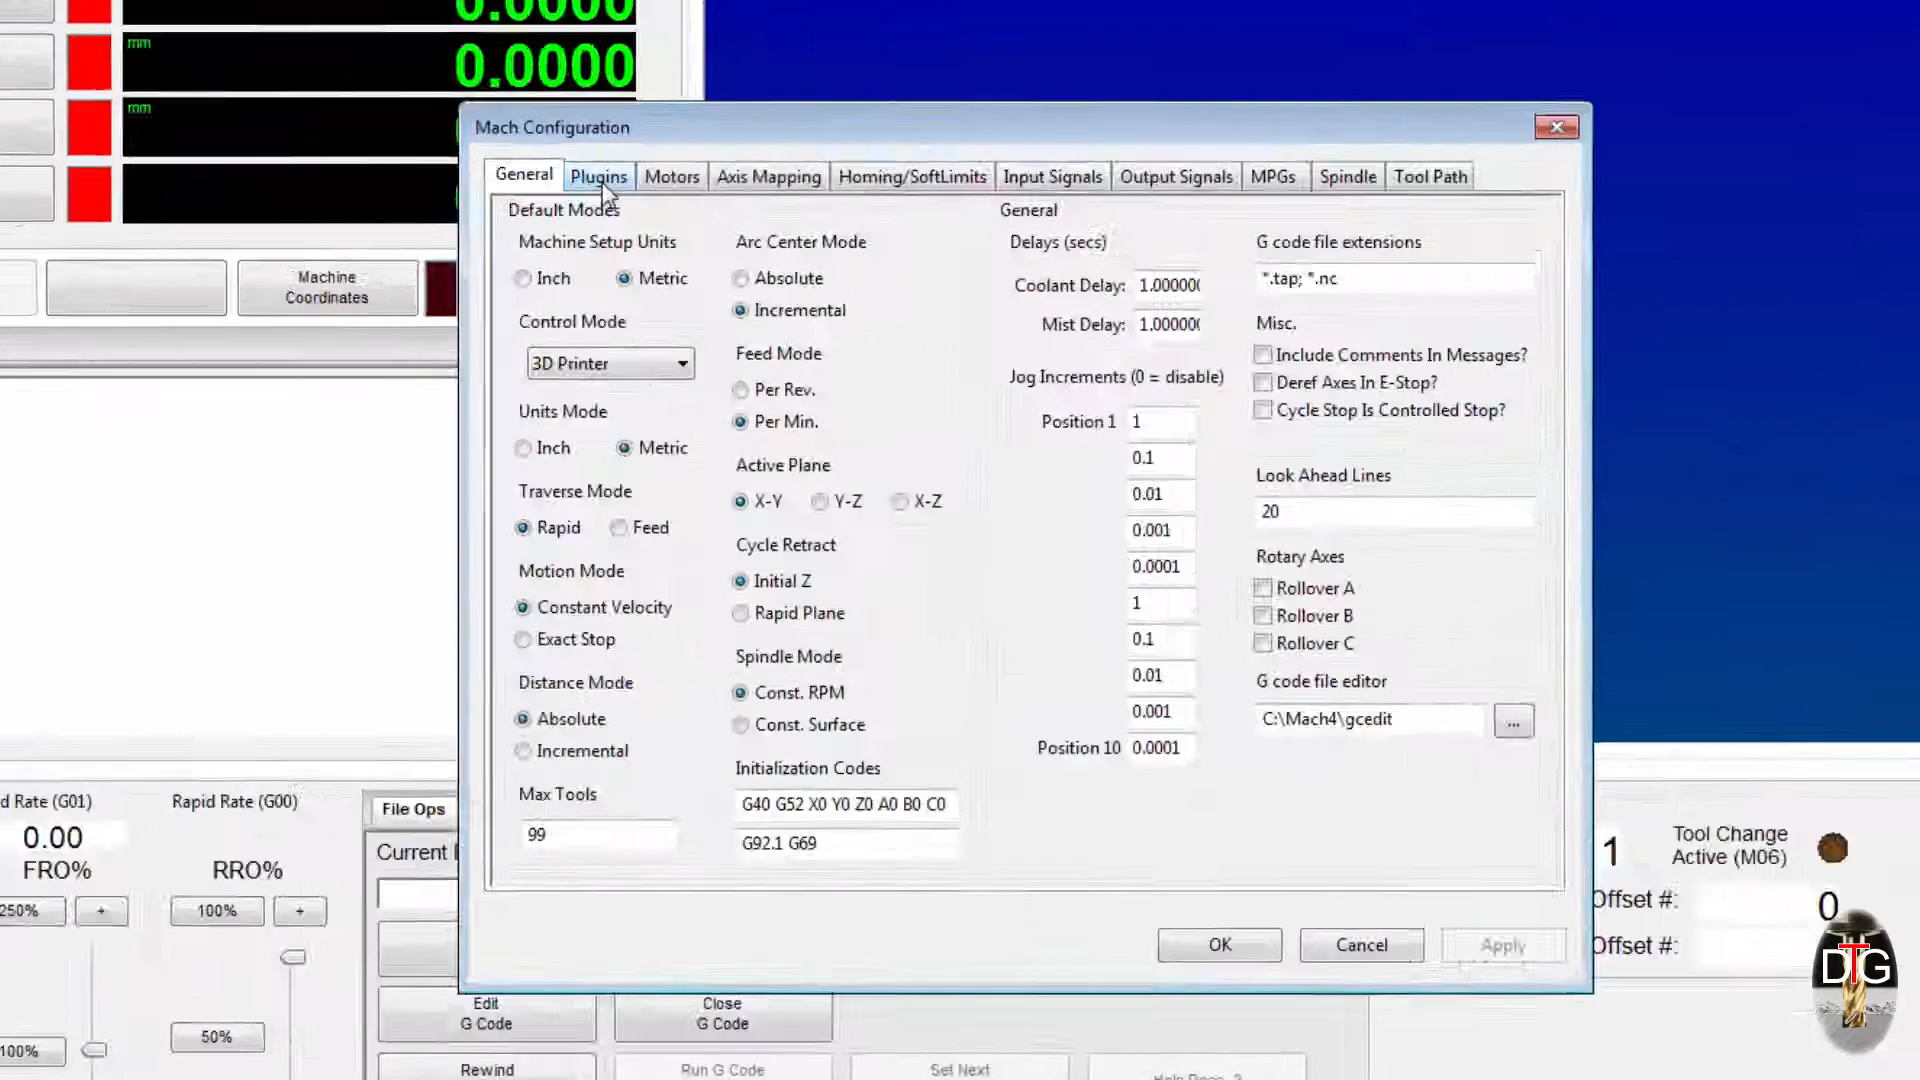 0.0000
mm
0.0000
mm
Machine
Coordinates
Mach Configuration
General Plugins Motors Axis Mapping Homing/SoftLimits Input Signals Output Signals MPGs Spindle Tool Path
Default Modes
Machine Setup Units
Inch Metric
Control Mode
3D Printer
Units Mode
Inch Metric
Traverse Mode
Rapid Feed
Motion Mode
Constant Velocity
Exact Stop
Distance Mode
Absolute
Incremental
Max Tools
99
Arc Center Mode
Absolute
Incremental
Feed Mode
Per Rev.
Per Min.
Active Plane
X-Y Y-Z X-Z
Cycle Retract
Initial Z
Rapid Plane
Spindle Mode
Const. RPM
Const. Surface
Initialization Codes
G40 G52 X0 Y0 Z0 A0 B0 C0
G92.1 G69
General
Delays (secs)
Coolant Delay: 1.00000
Mist Delay: 1.00000
Jog Increments (0 = disable)
Position 1 1
0.1
0.01
0.001
0.0001
1
0.1
0.01
0.001
Position 10 0.0001
G code file extensions
*.tap; *.nc
Misc.
Include Comments In Messages?
Deref Axes In E-Stop?
Cycle Stop Is Controlled Stop?
Look Ahead Lines
20
Rotary Axes
Rollover A
Rollover B
Rollover C
G code file editor
C:\Mach4\gcedit ...
OK Cancel Apply
d Rate (G01)
0.00
FRO%
250% +
100%
Rapid Rate (G00)
RRO%
100% +
50%
File Ops
Current
Edit
G Code
Close
G Code
Rewind
Run G Code
Set Next
1 Tool Change
Active (M06)
Offset #: 0
Offset #:
DTG